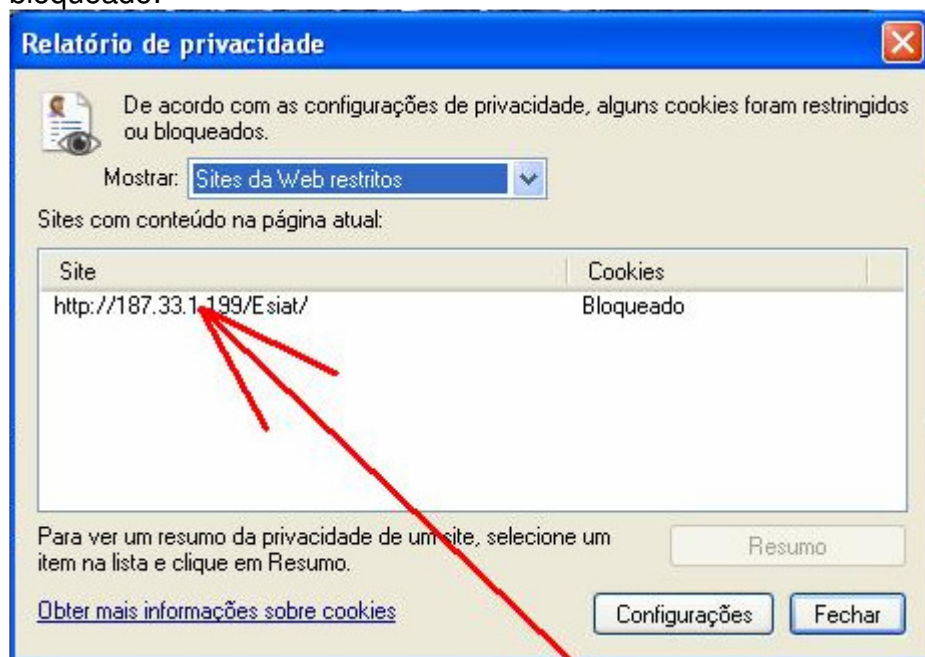 bloqueado.
Relatório de privacidade
De acordo com as configurações de privacidade, alguns cookies foram restringidos
ou bloqueados.
Mostrar: Sites da Web restritos
Sites com conteúdo na página atual:
Site Cookies
http://187.33.1.199/Esiat/ Bloqueado
Para ver um resumo da privacidade de um site, selecione um
item na lista e clique em Resumo.
Resumo
Obter mais informações sobre cookies
Configurações Fechar